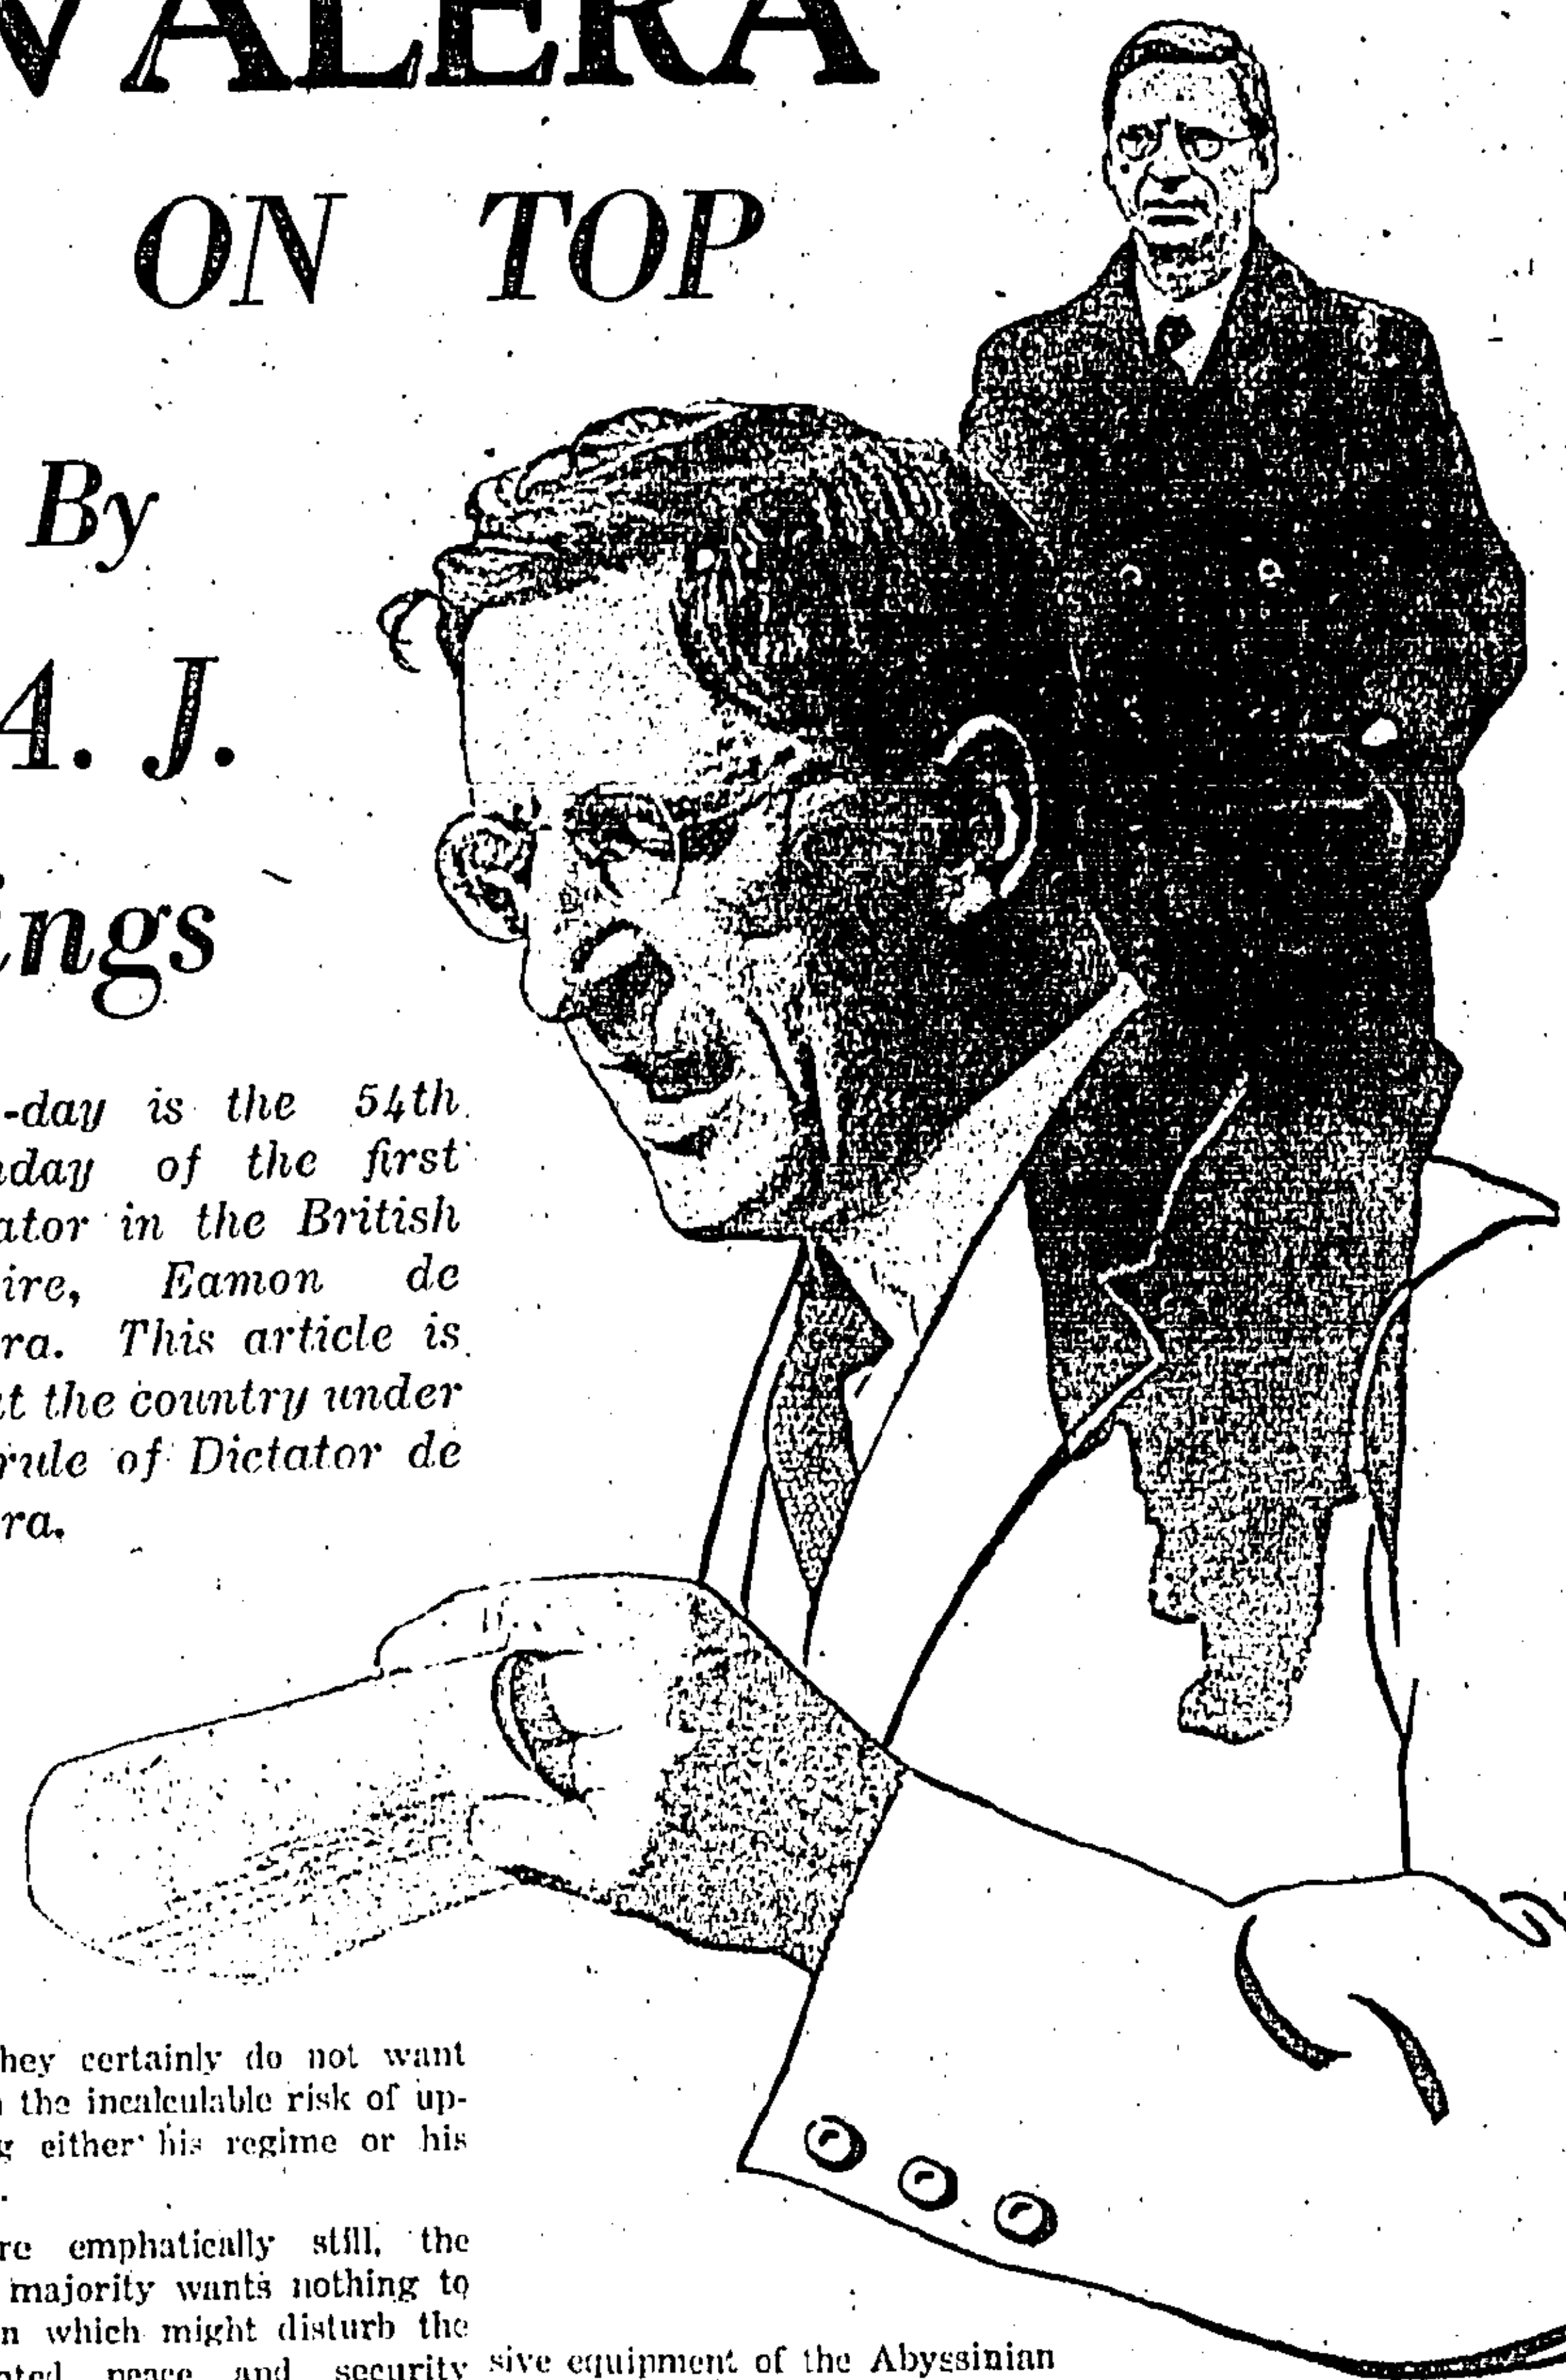 VALERA
ON TOP
By
A. J.
ings
-day is the 54th
day of the first
ator in the British
ire, Eamon de
ra. This article is
at the country under
rule of Dictator de
ra.
hey certainly do not want
the incalculable risk of up-
g either his regime or his
.
re emphatically still, the
majority wants nothing to
n which might disturb the
ated peace and security
sive equipment of the Abyssinian